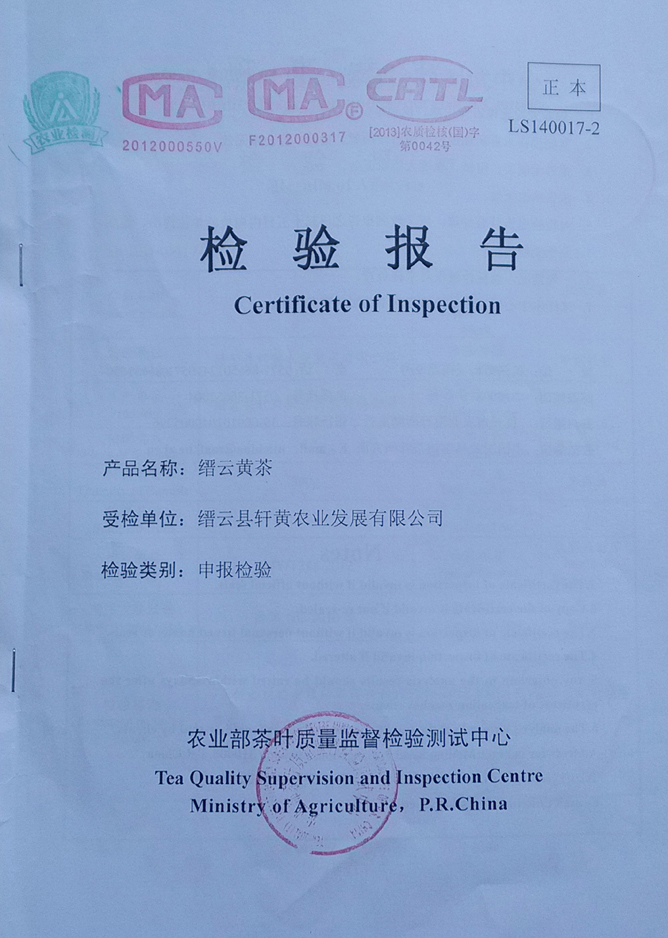 农业检测
MA
2012000550V
MA
F
F2012000317
CATL
[2013]农质检核(国)字
第0042号
正本
LS140017-2
检验报告
Certificate of Inspection
产品名称：缙云黄茶
受检单位：缙云县轩黄农业发展有限公司
检验类别：申报检验
农业部茶叶质量监督检验测试中心
Tea Quality Supervision and Inspection Centre
Ministry of Agriculture，P.R.China